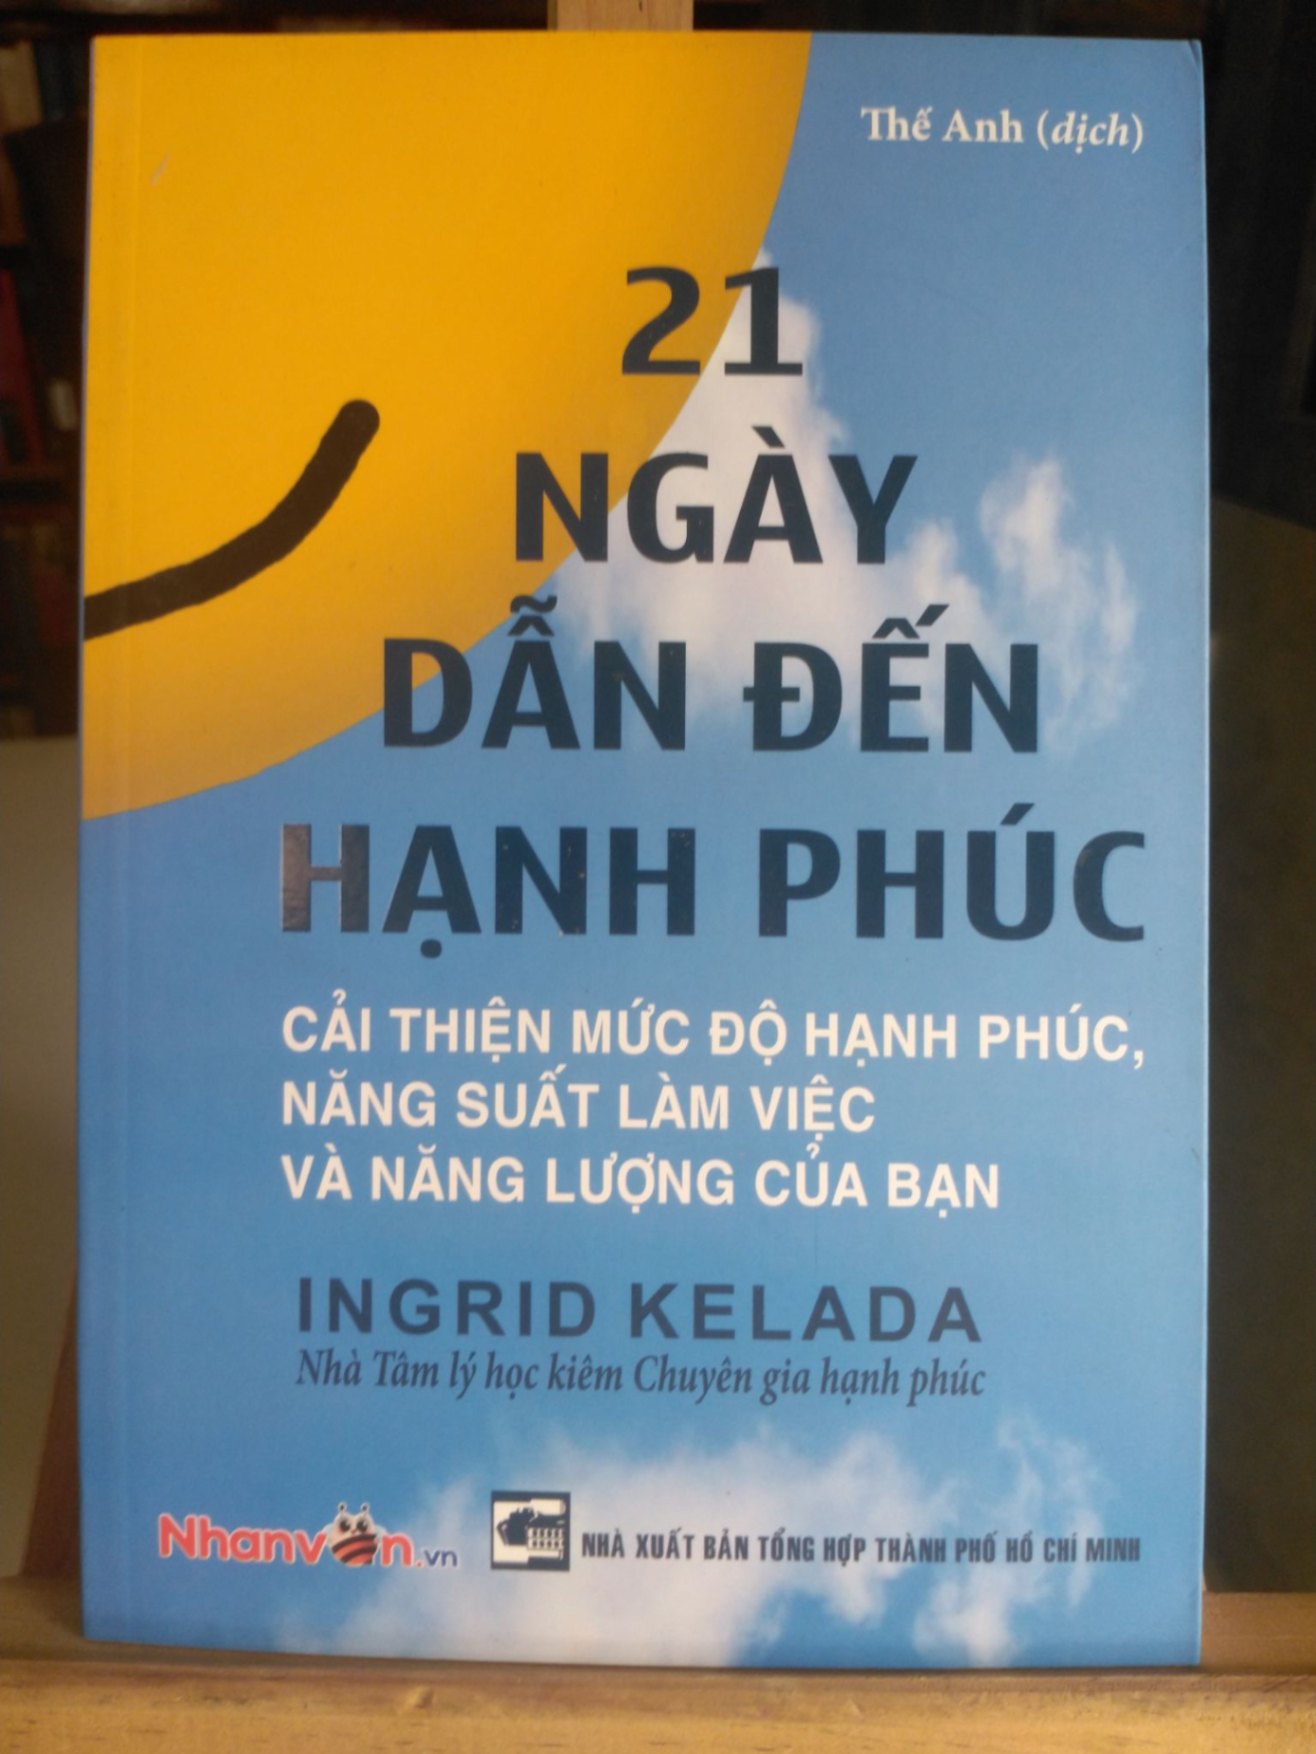 Thế Anh (dịch)
21
NGÀY
DẪN ĐẾN
HẠNH PHÚC
CẢI THIỆN MỨC ĐỘ HẠNH PHÚC,
NĂNG SUẤT LÀM VIỆC
VÀ NĂNG LƯỢNG CỦA BẠN
INGRID KELADA
Nhà Tâm lý học kiêm Chuyên gia hạnh phúc
Nhanvăn.vn NHÀ XUẤT BẢN TỔNG HỢP THÀNH PHỐ HỒ CHÍ MINH